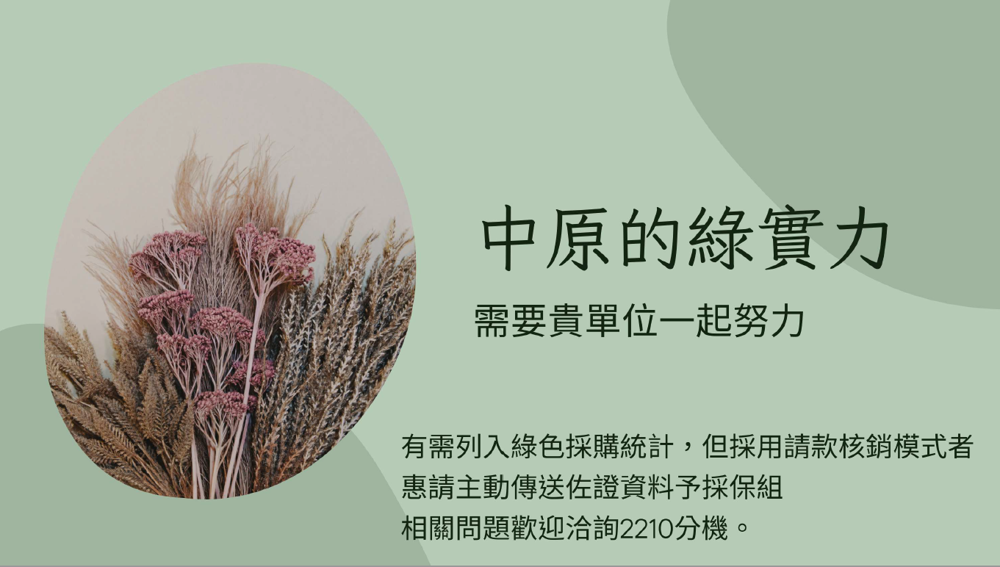 中原的綠實力
需要貴單位一起努力
有需列入綠色採購統計，但採用請款核銷模式者
惠請主動傳送佐證資料予採保組
相關問題歡迎洽詢2210分機。